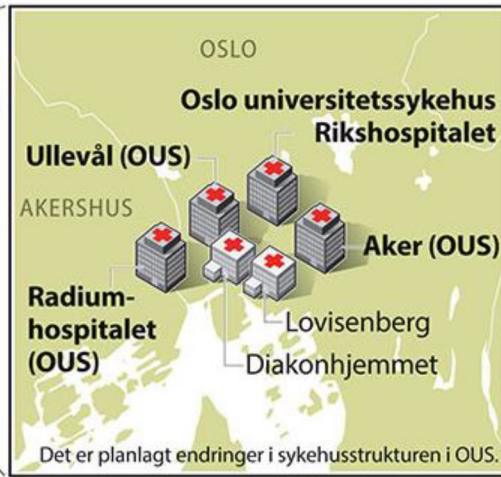 OSLO
Oslo universitetssykehus
Rikshospitalet
Ullevål (OUS)
AKERSHUS
Aker (OUS)
Radium-
hospitalet
(OUS)
Lovisenberg
Diakonhjemmet
Det er planlagt endringer i sykehusstrukturen i OUS.